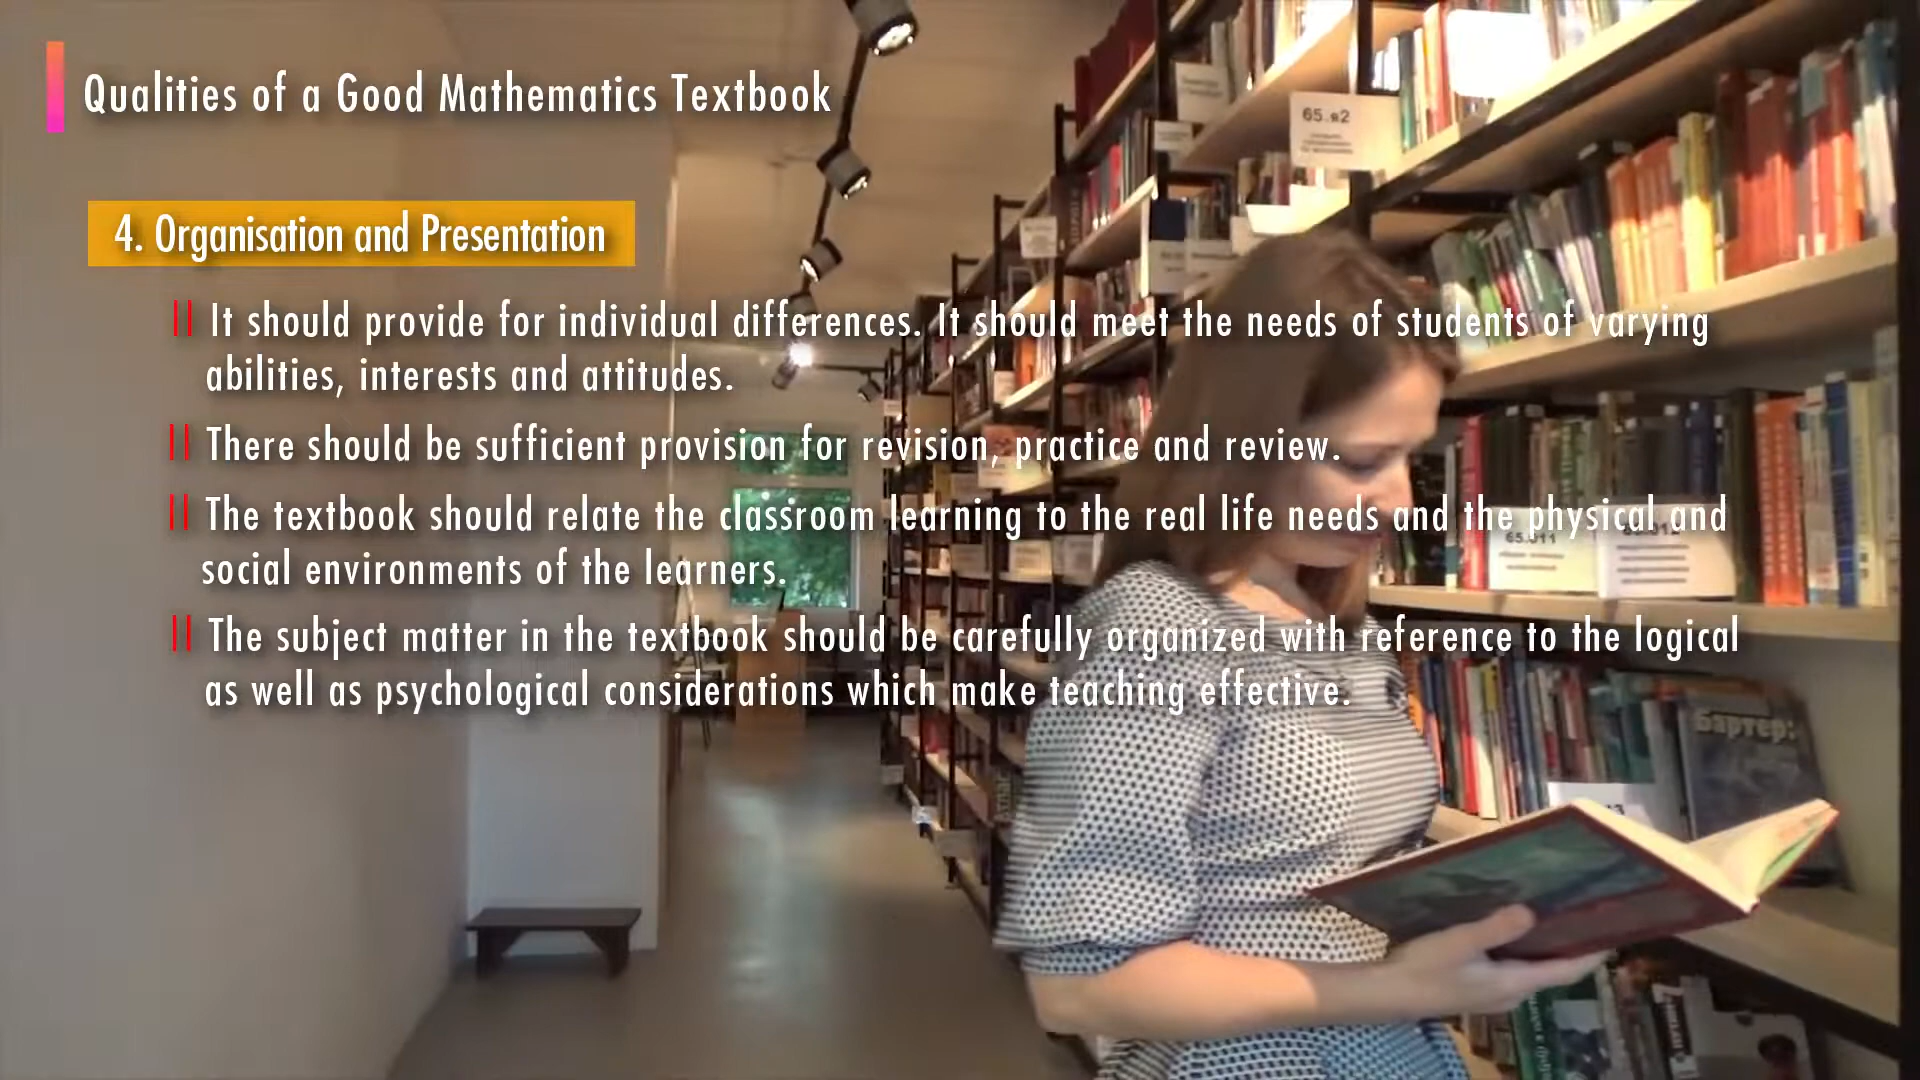 Qualities of a Good Mathematics Textbook
4. Organisation and Presentation
It should provide for individual differences. It should meet the needs of students of varying
abilities, interests and attitudes.
There should be sufficient provision for revision, practice and review.
The textbook should relate the classroom learning to the real life needs and the physical and
social environments of the learners.
The subject matter in the textbook should be carefully organized with reference to the logical
as well as psychological considerations which make teaching effective.
65.я2
65.011
Бартер: